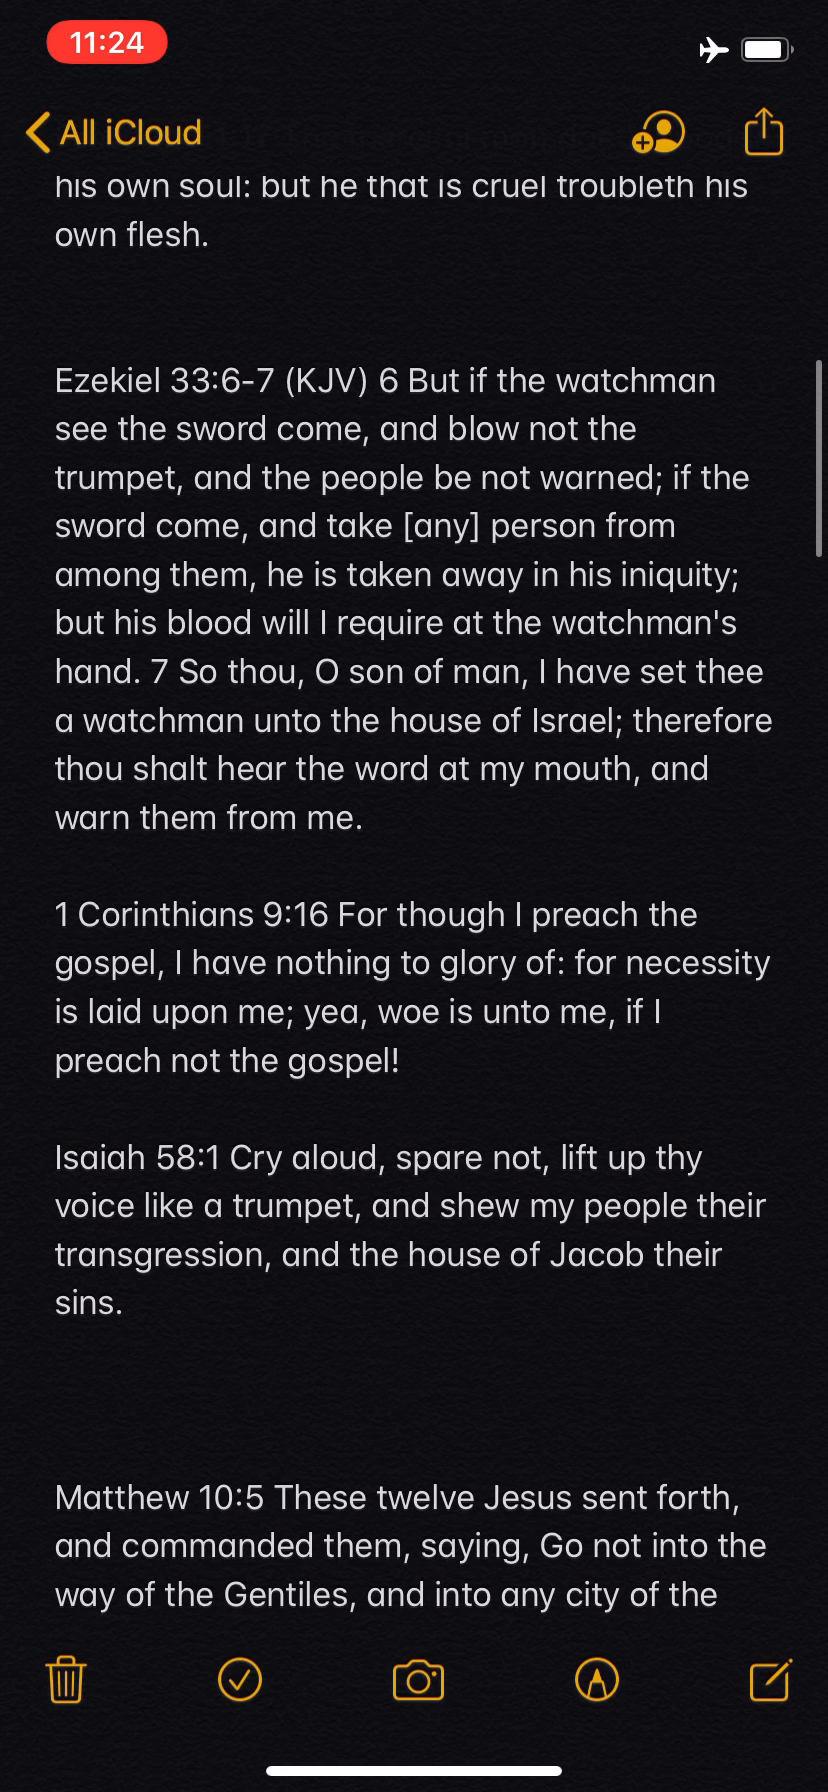 11:24
All iCloud
his own soul: but he that is cruel troubleth his
own flesh.
Ezekiel 33:6-7 (KJV) 6 But if the watchman
see the sword come, and blow not the
trumpet, and the people be not warned; if the
sword come, and take [any] person from
among them, he is taken away in his iniquity;
but his blood will I require at the watchman's
hand. 7 So thou, O son of man, I have set thee
a watchman unto the house of Israel; therefore
thou shalt hear the word at my mouth, and
warn them from me.
1 Corinthians 9:16 For though I preach the
gospel, I have nothing to glory of: for necessity
is laid upon me; yea, woe is unto me, if I
preach not the gospel!
Isaiah 58:1 Cry aloud, spare not, lift up thy
voice like a trumpet, and shew my people their
transgression, and the house of Jacob their
sins.
Matthew 10:5 These twelve Jesus sent forth,
and commanded them, saying, Go not into the
way of the Gentiles, and into any city of the